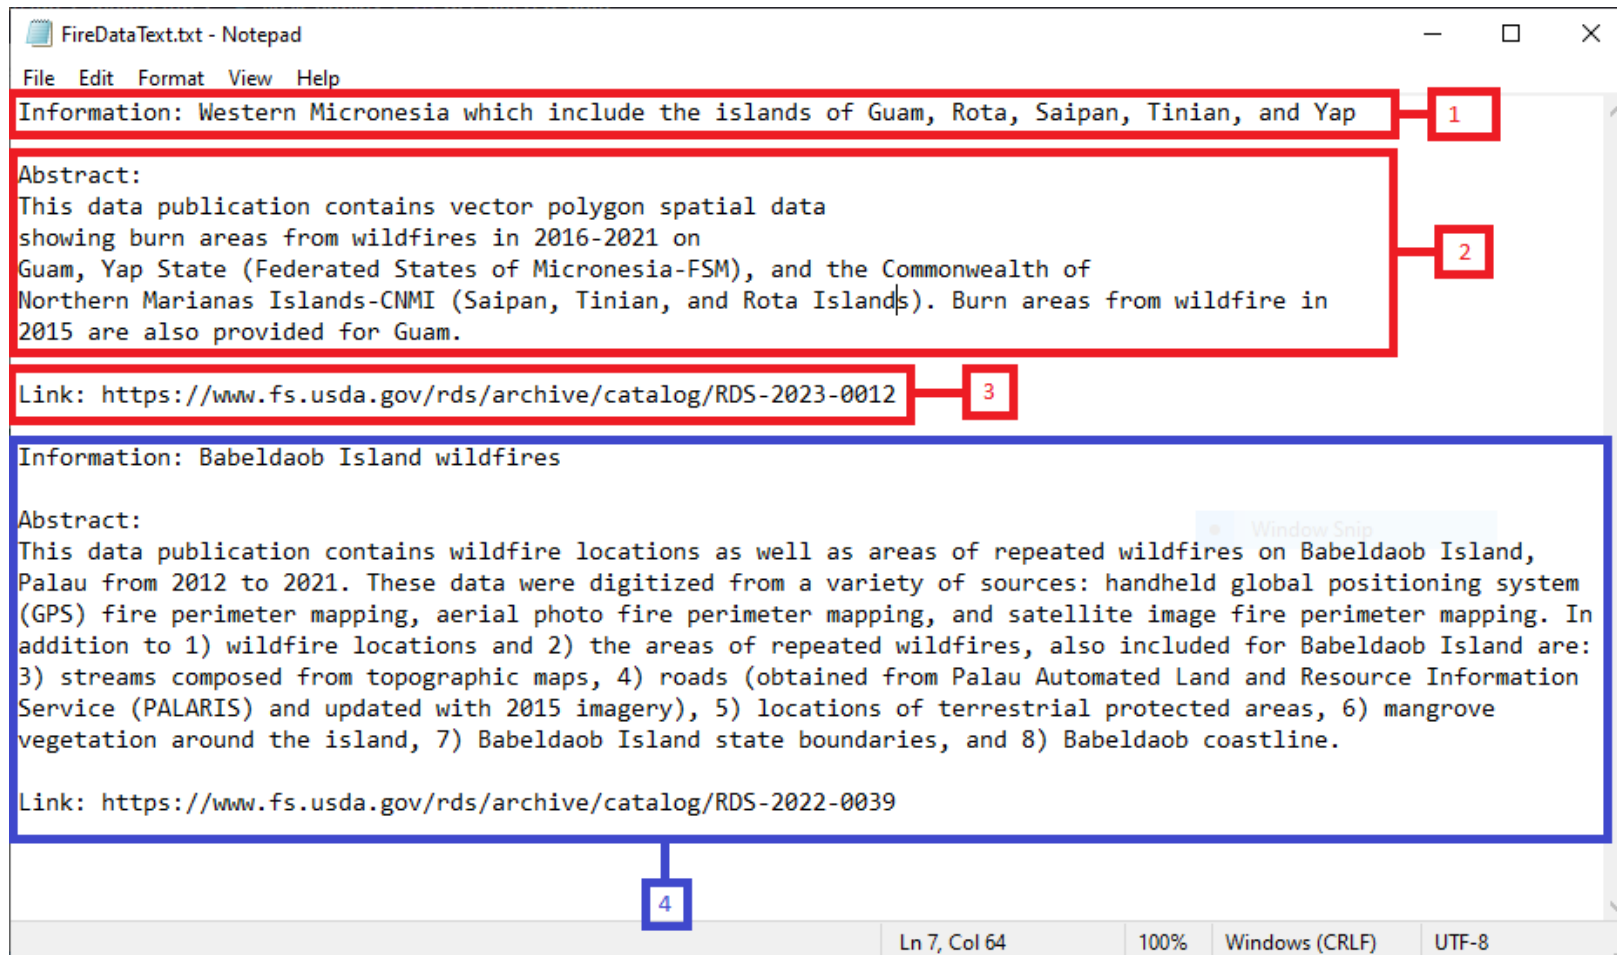 FireDataText.txt - Notepad
File Edit Format View Help
Information: Western Micronesia which include the islands of Guam, Rota, Saipan, Tinian, and Yap
1
Abstract:
This data publication contains vector polygon spatial data
showing burn areas from wildfires in 2016-2021 on
Guam, Yap State (Federated States of Micronesia-FSM), and the Commonwealth of
Northern Marianas Islands-CNMI (Saipan, Tinian, and Rota Islands). Burn areas from wildfire in
2015 are also provided for Guam.
2
Link: https://www.fs.usda.gov/rds/archive/catalog/RDS-2023-0012
3
Information: Babeldaob Island wildfires
Abstract:
Window Snip
This data publication contains wildfire locations as well as areas of repeated wildfires on Babeldaob Island,
Palau from 2012 to 2021. These data were digitized from a variety of sources: handheld global positioning system
(GPS) fire perimeter mapping, aerial photo fire perimeter mapping, and satellite image fire perimeter mapping. In
addition to 1) wildfire locations and 2) the areas of repeated wildfires, also included for Babeldaob Island are:
3) streams composed from topographic maps, 4) roads (obtained from Palau Automated Land and Resource Information
Service (PALARIS) and updated with 2015 imagery), 5) locations of terrestrial protected areas, 6) mangrove
vegetation around the island, 7) Babeldaob Island state boundaries, and 8) Babeldaob coastline.
Link: https://www.fs.usda.gov/rds/archive/catalog/RDS-2022-0039
4
Ln 7, Col 64 100% Windows (CRLF) UTF-8